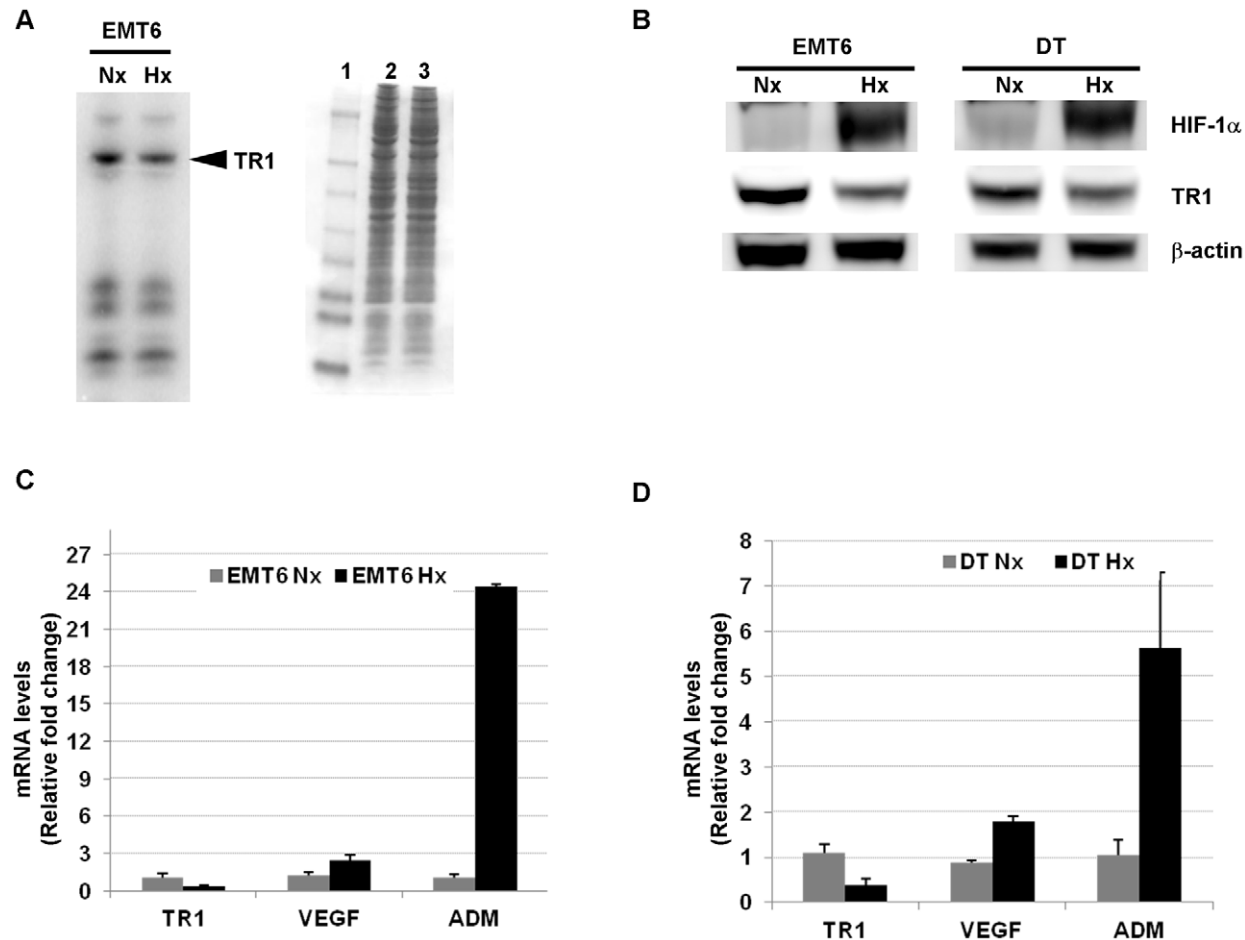 A
EMT6
Nx Hx
TR1
1 2 3
B
EMT6 DT
Nx Hx Nx Hx
HIF-1α
TR1
β-actin
C
mRNA levels
(Relative fold change)
27
24
21
18
15
12
9
6
3
0
EMT6 Nx EMT6 Hx
TR1 VEGF ADM
D
mRNA levels
(Relative fold change)
8
7
6
5
4
3
2
1
0
DT Nx DT Hx
TR1 VEGF ADM